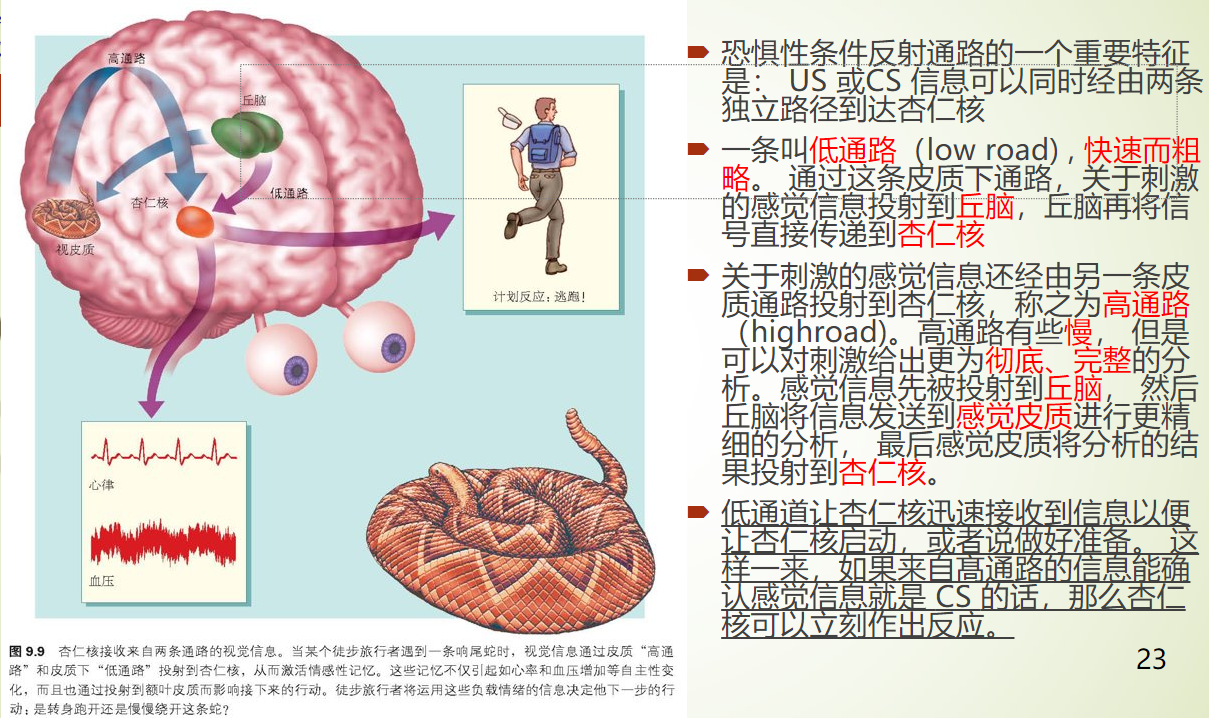 高通路
丘脑
低通路
杏仁核
视皮质
计划反应：逃跑！
心律
血压
图 9.9 杏仁核接收来自两条通路的视觉信息。当某个徒步旅行者遇到一条响尾蛇时，视觉信息通过皮质“高通
路”和皮质下“低通路”投射到杏仁核，从而激活情感性记忆。这些记忆不仅引起如心率和血压增加等自主性变
化，而且也通过投射到额叶皮质而影响接下来的行动。徒步旅行者将运用这些负载情绪的信息决定他下一步的行
动：是转身跑开还是慢慢绕开这条蛇？
恐惧性条件反射通路的一个重要特征
是： US 或CS 信息可以同时经由两条
独立路径到达杏仁核
一条叫低通路（low road)，快速而粗
略。 通过这条皮质下通路，关于刺激
的感觉信息投射到丘脑，丘脑再将信
号直接传递到杏仁核
关于刺激的感觉信息还经由另一条皮
质通路投射到杏仁核，称之为高通路
（highroad)。高通路有些慢， 但是
可以对刺激给出更为彻底、完整的分
析。感觉信息先被投射到丘脑， 然后
丘脑将信息发送到感觉皮质进行更精
细的分析， 最后感觉皮质将分析的结
果投射到杏仁核。
低通道让杏仁核迅速接收到信息以便
让杏仁核启动，或者说做好准备。 这
样一来，如果来自高通路的信息能确
认感觉信息就是 CS 的话，那么杏仁
核可以立刻作出反应。
23